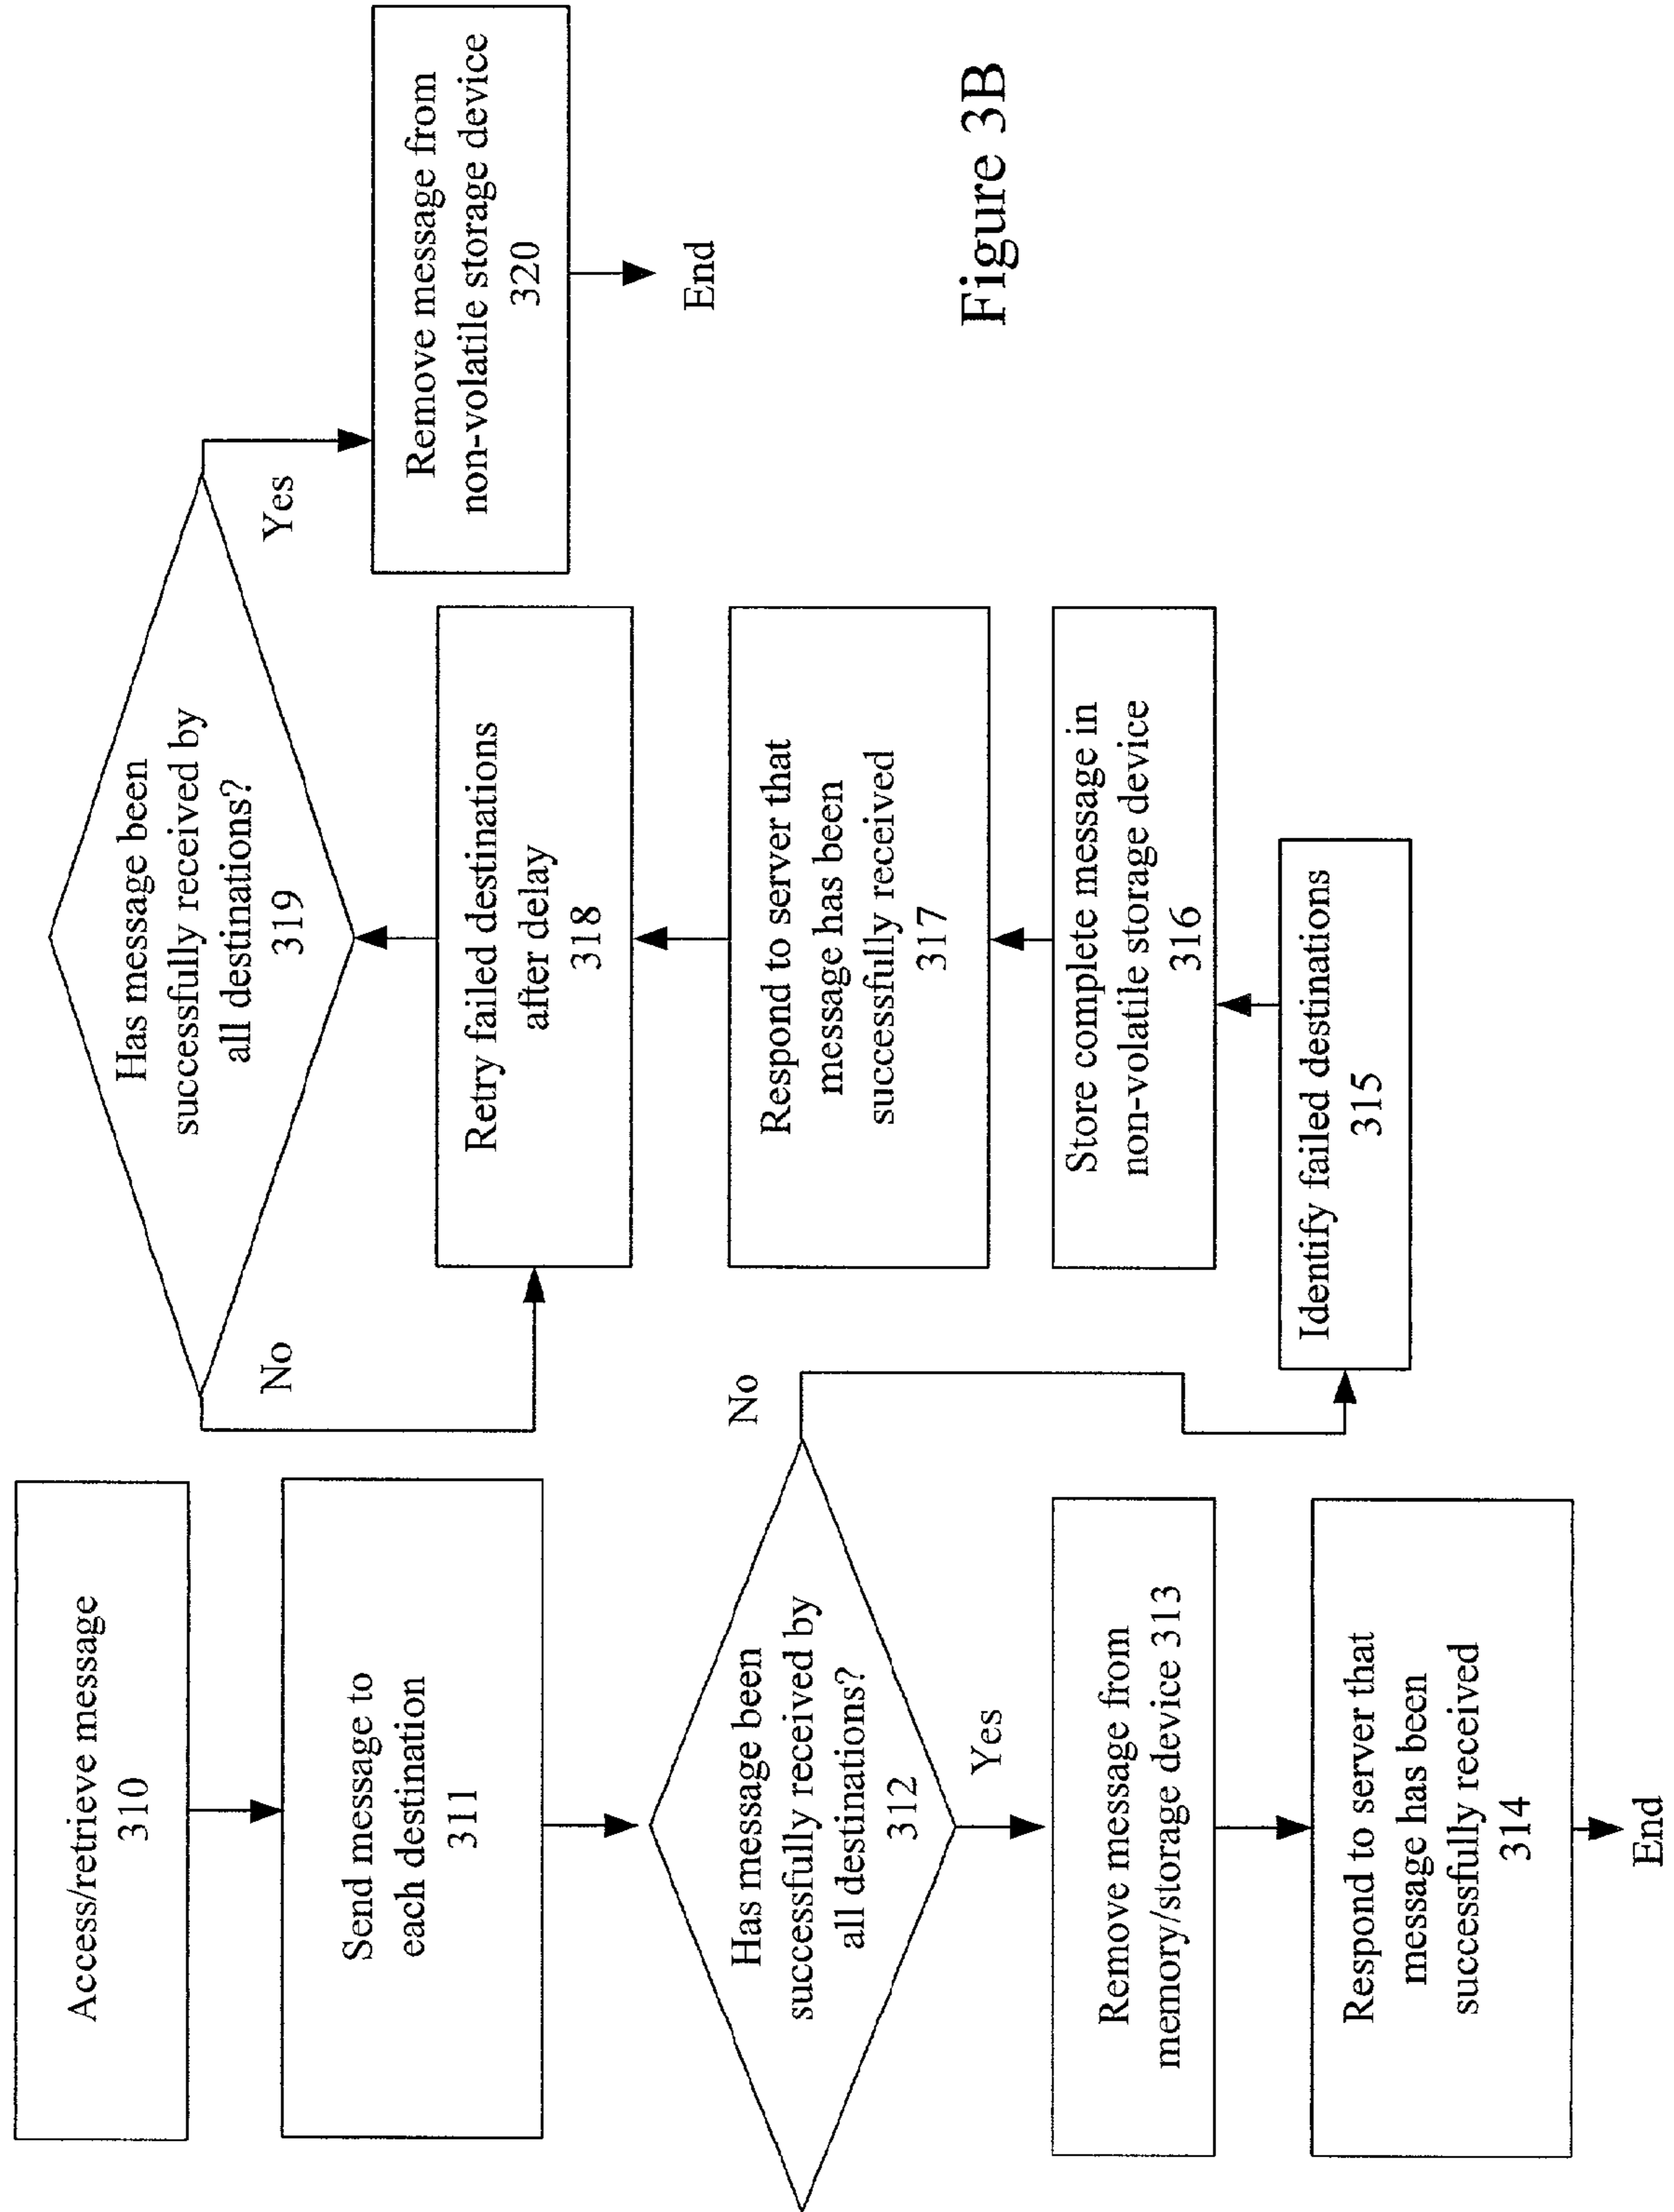 Access/retrieve message
310
Send message to
each destination
311
Has message been
successfully received by
all destinations?
312
No
Yes
Remove message from
memory/storage device 313
Respond to server that
message has been
successfully received
314
End
Has message been
successfully received by
all destinations?
319
No
Yes
Retry failed destinations
after delay
318
Respond to server that
message has been
successfully received
317
Store complete message in
non-volatile storage device
316
Identify failed destinations
315
Remove message from
non-volatile storage device
320
End
Figure 3B